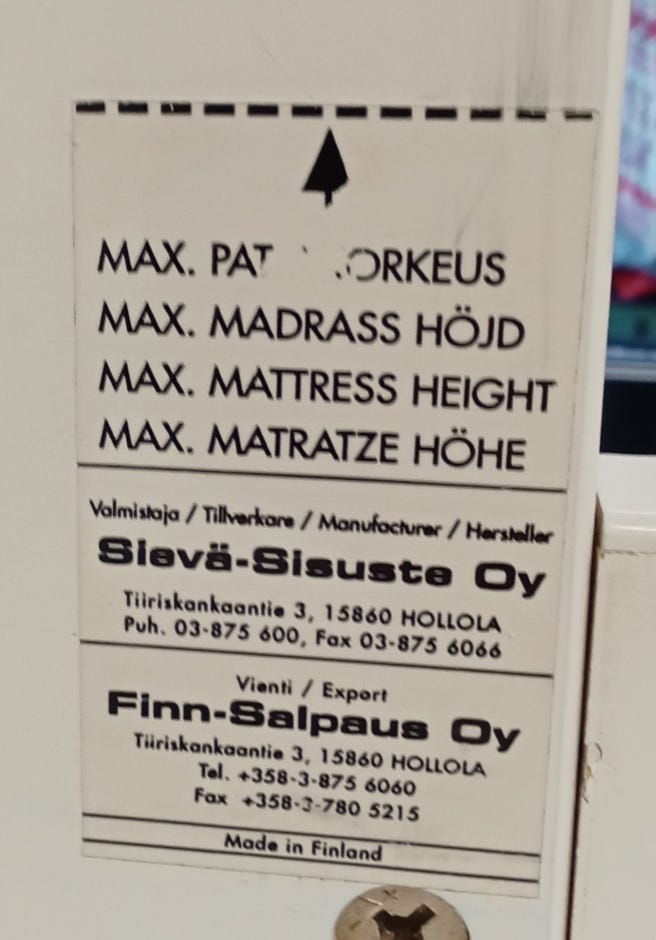 MAX. MADRASS HÖJD
MAX. MATTRESS HEIGHT
MAX. MATRATZE HÖHE
Valmistaja / Tillverkare / Manufacturer / Hersteller
Sievä-Sisuste Oy
Tiiriskankaantie 3, 15860 HOLLOLA
Puh. 03-875 600, Fax 03-875 6066
Vienti / Export
Finn-Salpaus Oy
Tiiriskankaantie 3, 15860 HOLLOLA
Tel. +358-3-875 6060
Fax +358-3-780 5215
Made in Finland